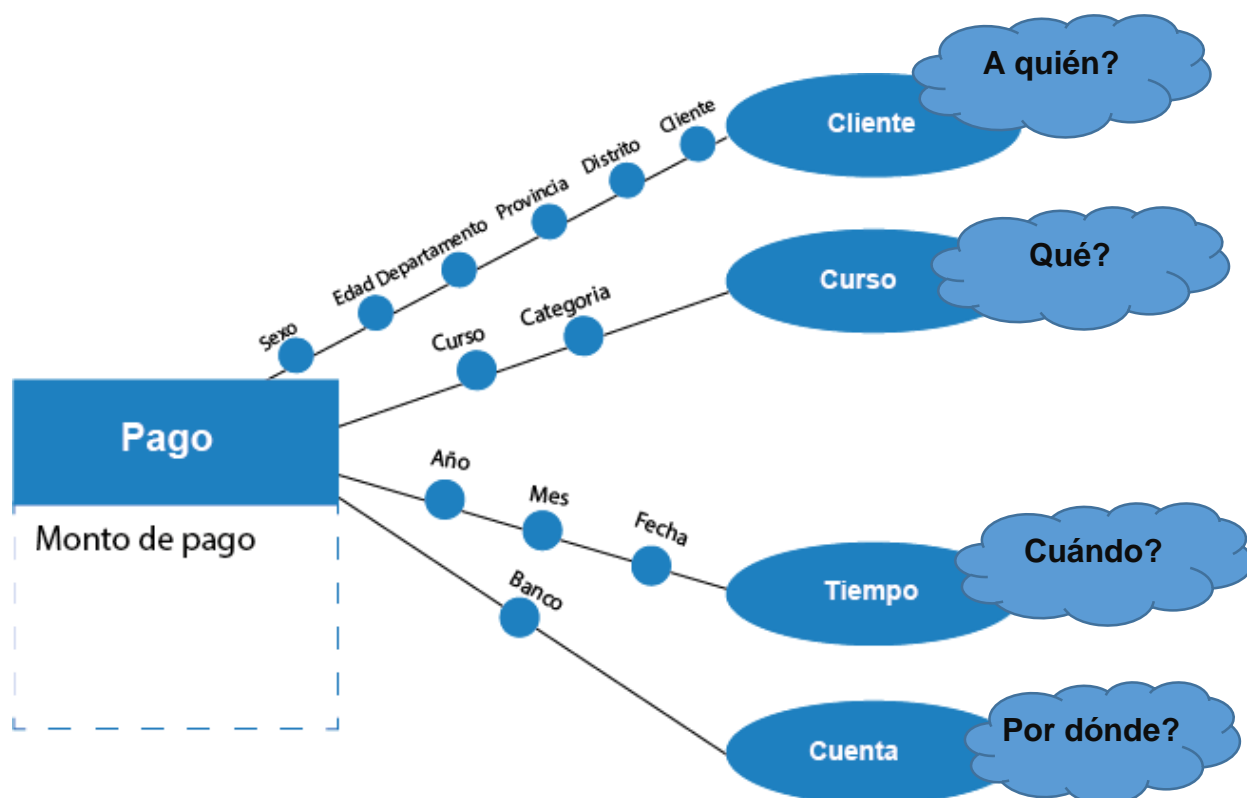 A quién?
Cliente
Cliente
Distrito
Provincia
Departamento
Edad
Sexo
Qué?
Curso
Categoria
Curso
Pago
Monto de pago
Año
Mes
Fecha
Cuándo?
Tiempo
Banco
Por dónde?
Cuenta